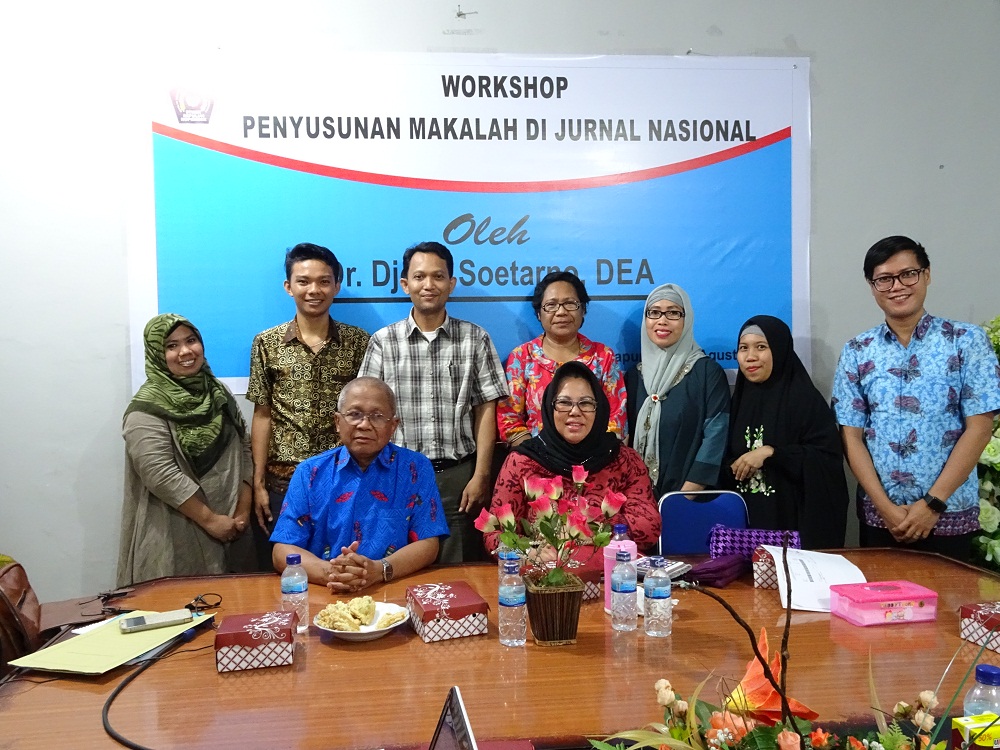 WORKSHOP
PENYUSUNAN MAKALAH DI JURNAL NASIONAL
Oleh
Soetarno, DEA